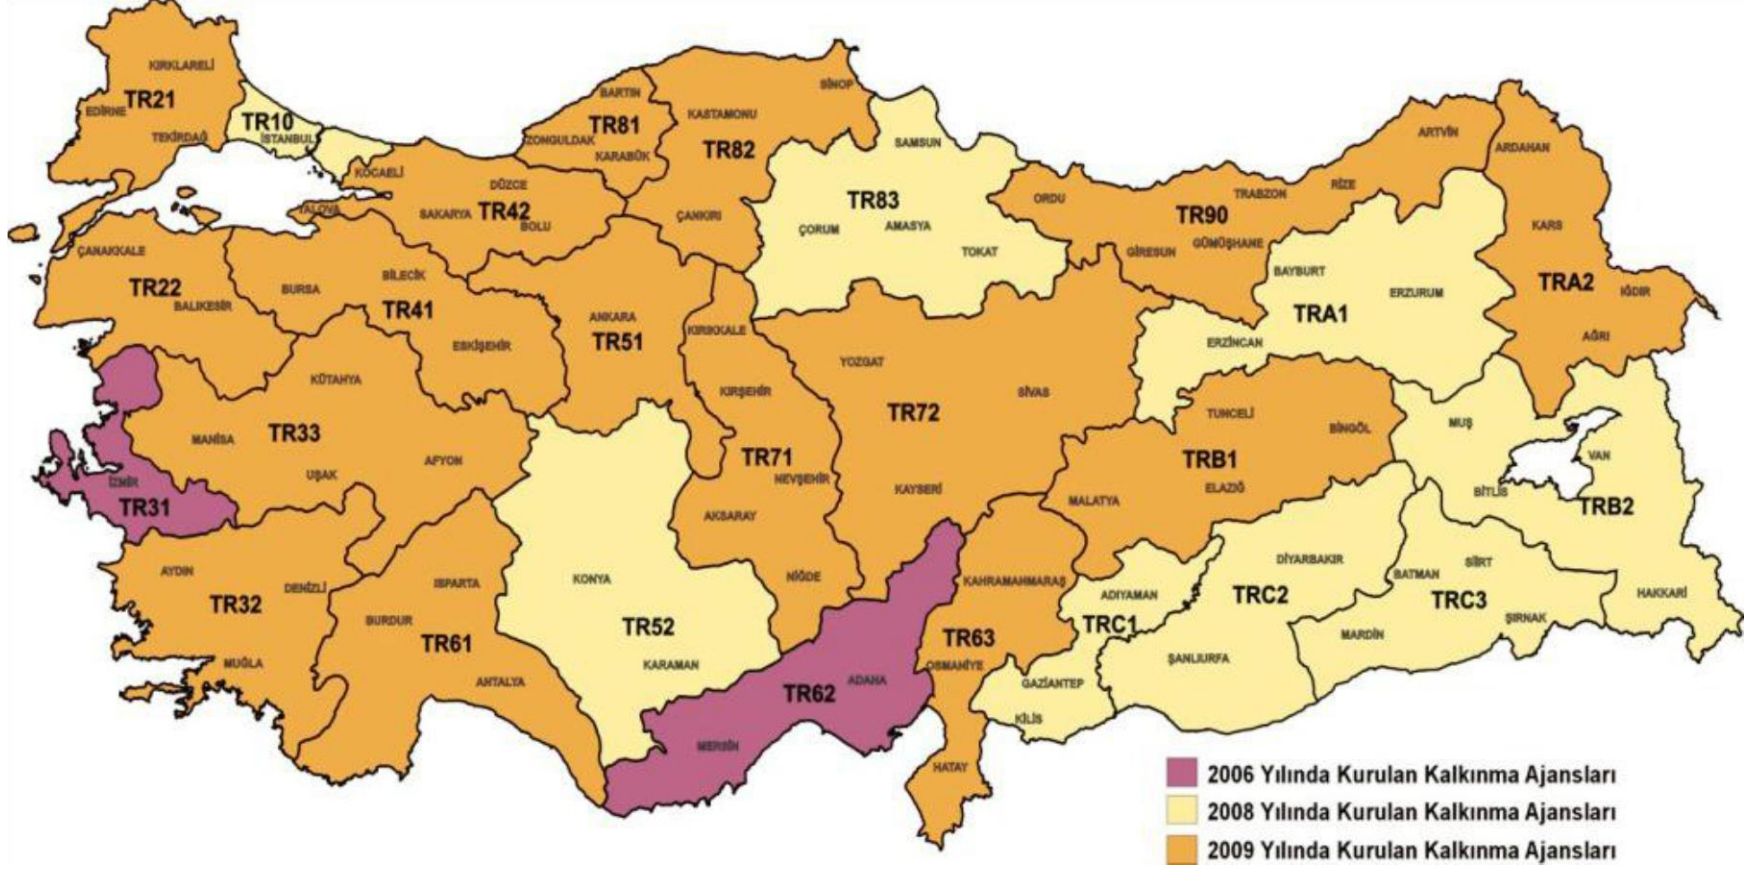 KIRKLARELİ
TR21
EDİRNE
TEKİRDAĞ
TR10
İSTANBUL
KOCAELİ
YALOVA
DÜZCE
SAKARYA
TR42
BOLU
BARTIN
TR81
ZONGULDAK
KARABÜK
SİNOP
KASTAMONU
TR82
ÇANKIRI
SAMSUN
TR83
ÇORUM
AMASYA
TOKAT
ORDU
TRABZON
RİZE
ARTVİN
TR90
GİRESUN
GÜMÜŞHANE
ARDAHAN
KARS
TRA2
IĞDIR
AĞRI
BAYBURT
ERZURUM
TRA1
ERZİNCAN
ÇANAKKALE
TR22
BALIKESİR
BURSA
BİLECİK
TR41
ESKİŞEHİR
ANKARA
TR51
KIRIKKALE
KIRŞEHİR
TR71
NEVŞEHİR
AKSARAY
NİĞDE
YOZGAT
SİVAS
TR72
KAYSERİ
TUNCELİ
BİNGÖL
TRB1
ELAZIĞ
MALATYA
MUŞ
VAN
BİTLİS
TRB2
HAKKARİ
KÜTAHYA
MANİSA
TR33
UŞAK
AFYON
İZMİR
TR31
AYDIN
DENİZLİ
TR32
MUĞLA
ISPARTA
BURDUR
TR61
AHTALYA
KONYA
TR52
KARAMAN
ADAHA
TR62
MERSİN
KAHRAMAHMARAŞ
TR63
OSMAHİYE
HATAY
ADIYAMAN
TRC1
GAZİANTEP
KİLİS
DİYARBAKIR
TRC2
ŞANLIURFA
SİİRT
BATMAN
TRC3
ŞIRNAK
MARDİN
2006 Yılında Kurulan Kalkınma Ajansları
2008 Yılında Kurulan Kalkınma Ajansları
2009 Yılında Kurulan Kalkınma Ajansları